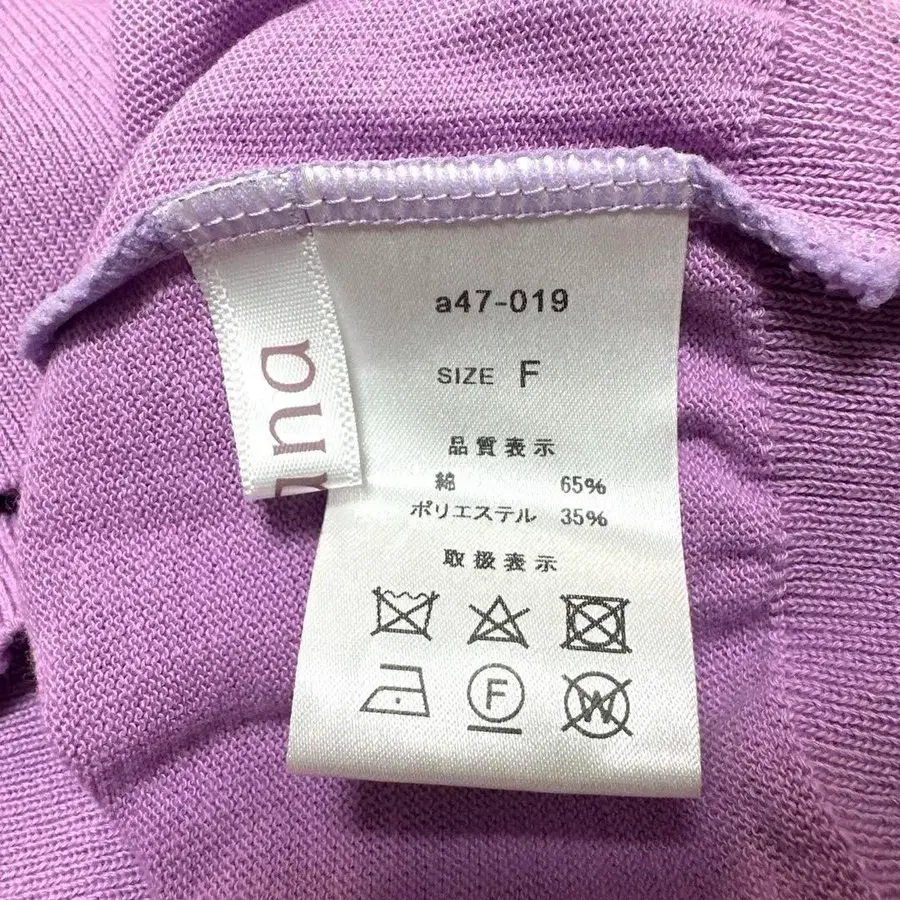 a47-019
SIZE F
品質表示
綿 65%
ポリエステル 35%
取扱表示
F
W
ana